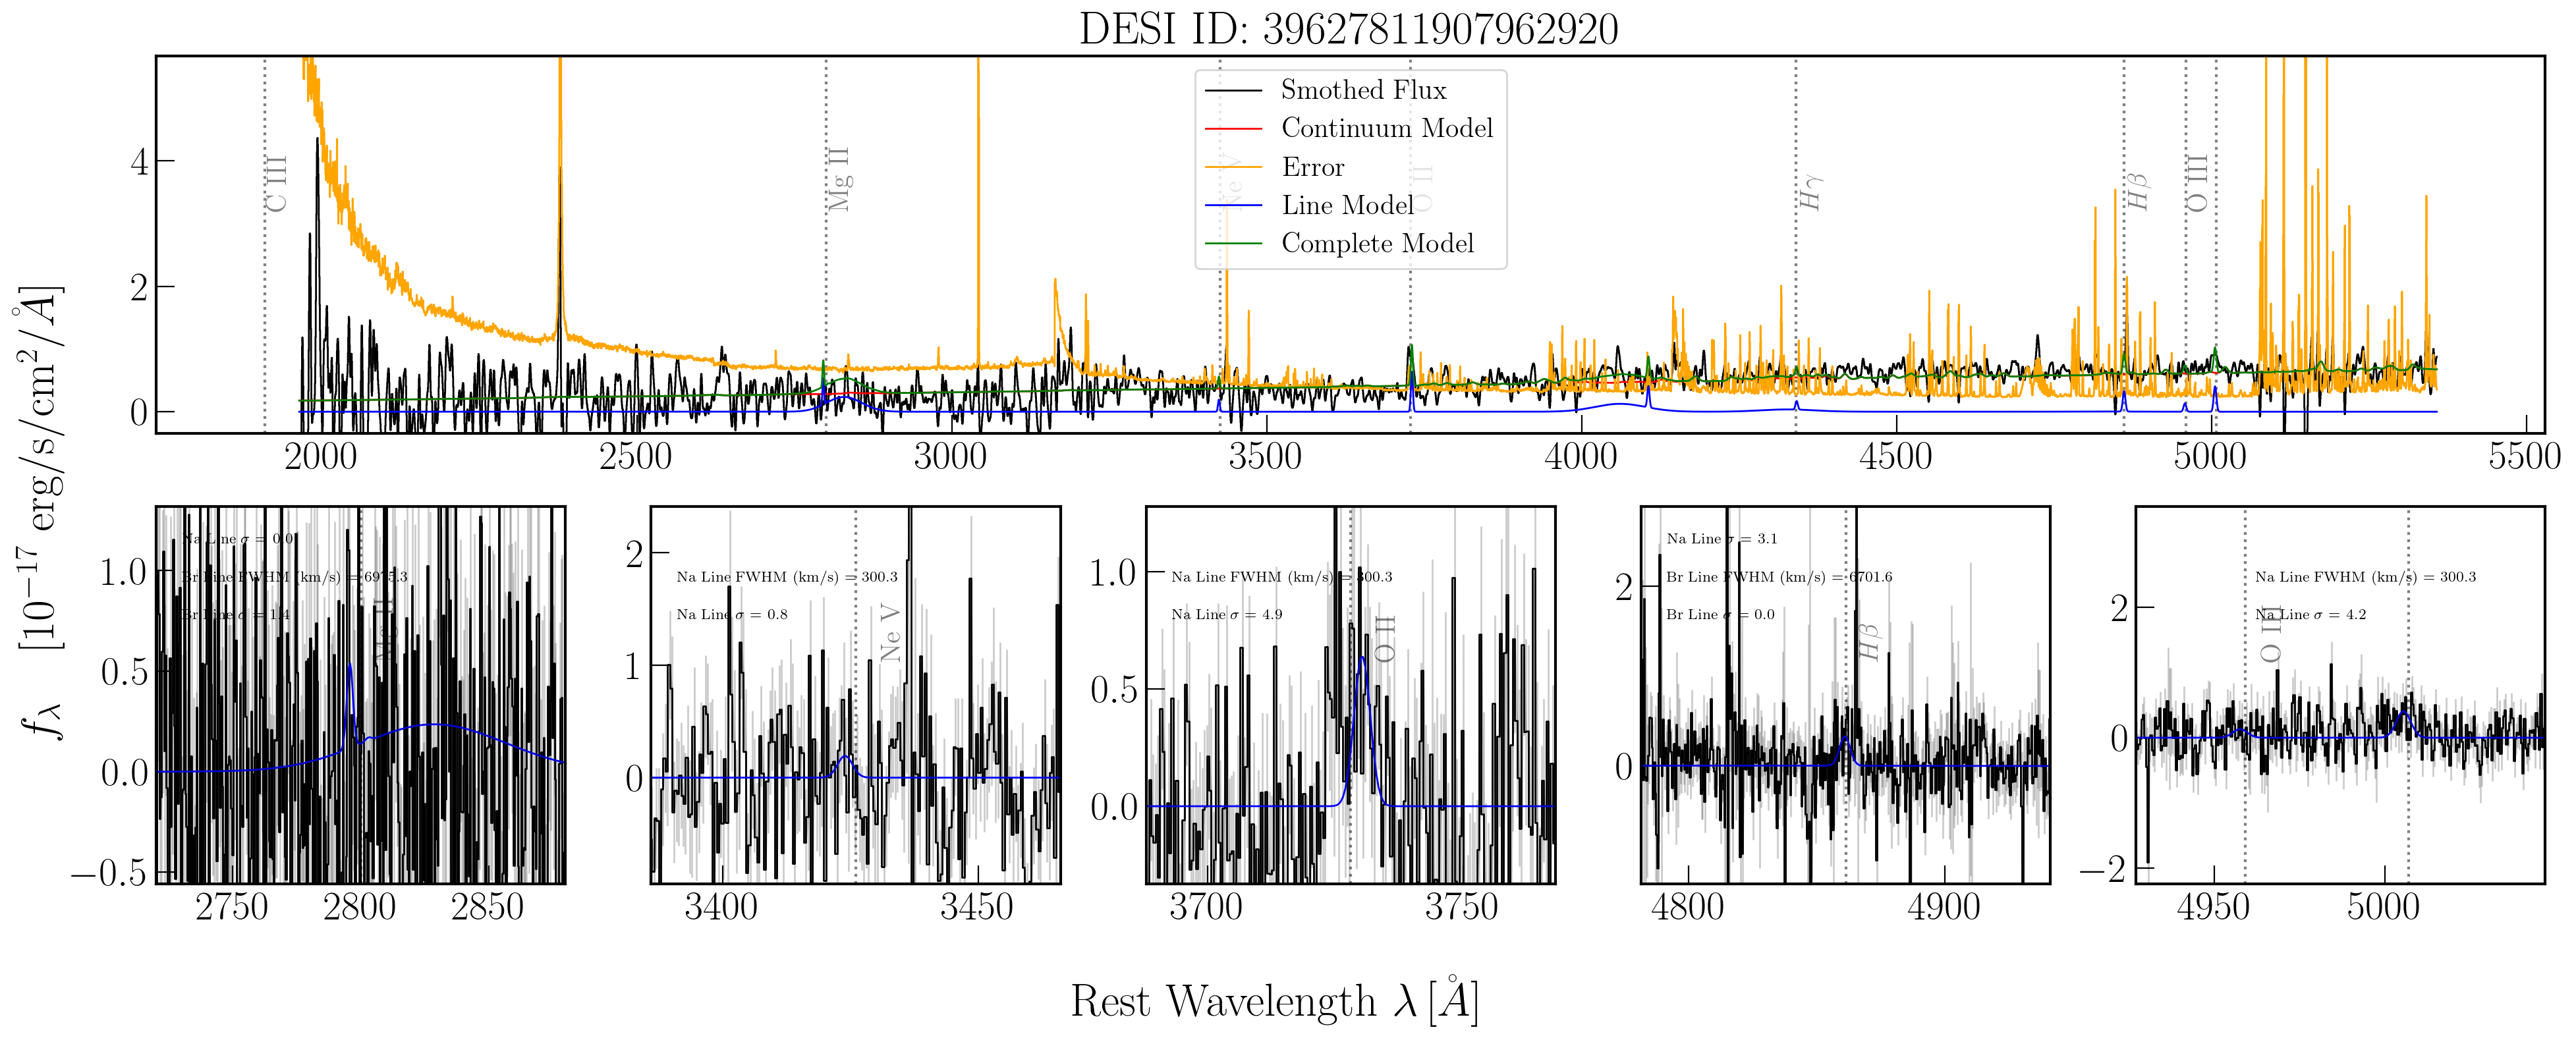 DESI ID: 39627811907962920
Smothed Flux
Continuum Model
Error
Line Model
Complete Model
C III
Mg II
Ne V
O II
Hγ
Hβ
O III
4
2
0
2000 2500 3000 3500 4000 4500 5000 5500
f_λ [10⁻¹⁷ erg/s/cm²/Å]
Na Line σ = 0.0
Br Line FWHM (km/s) = 6975.3
Br Line σ = 1.4
Mg II
1.0
0.5
0.0
−0.5
2750 2800 2850
Na Line FWHM (km/s) = 300.3
Na Line σ = 0.8
Ne V
2
1
0
3400 3450
Na Line FWHM (km/s) = 300.3
Na Line σ = 4.9
O II
1.0
0.5
0.0
3700 3750
Na Line σ = 3.1
Br Line FWHM (km/s) = 6701.6
Br Line σ = 0.0
Hβ
2
0
4800 4900
Na Line FWHM (km/s) = 300.3
Na Line σ = 4.2
O III
2
0
−2
4950 5000
Rest Wavelength λ [Å]